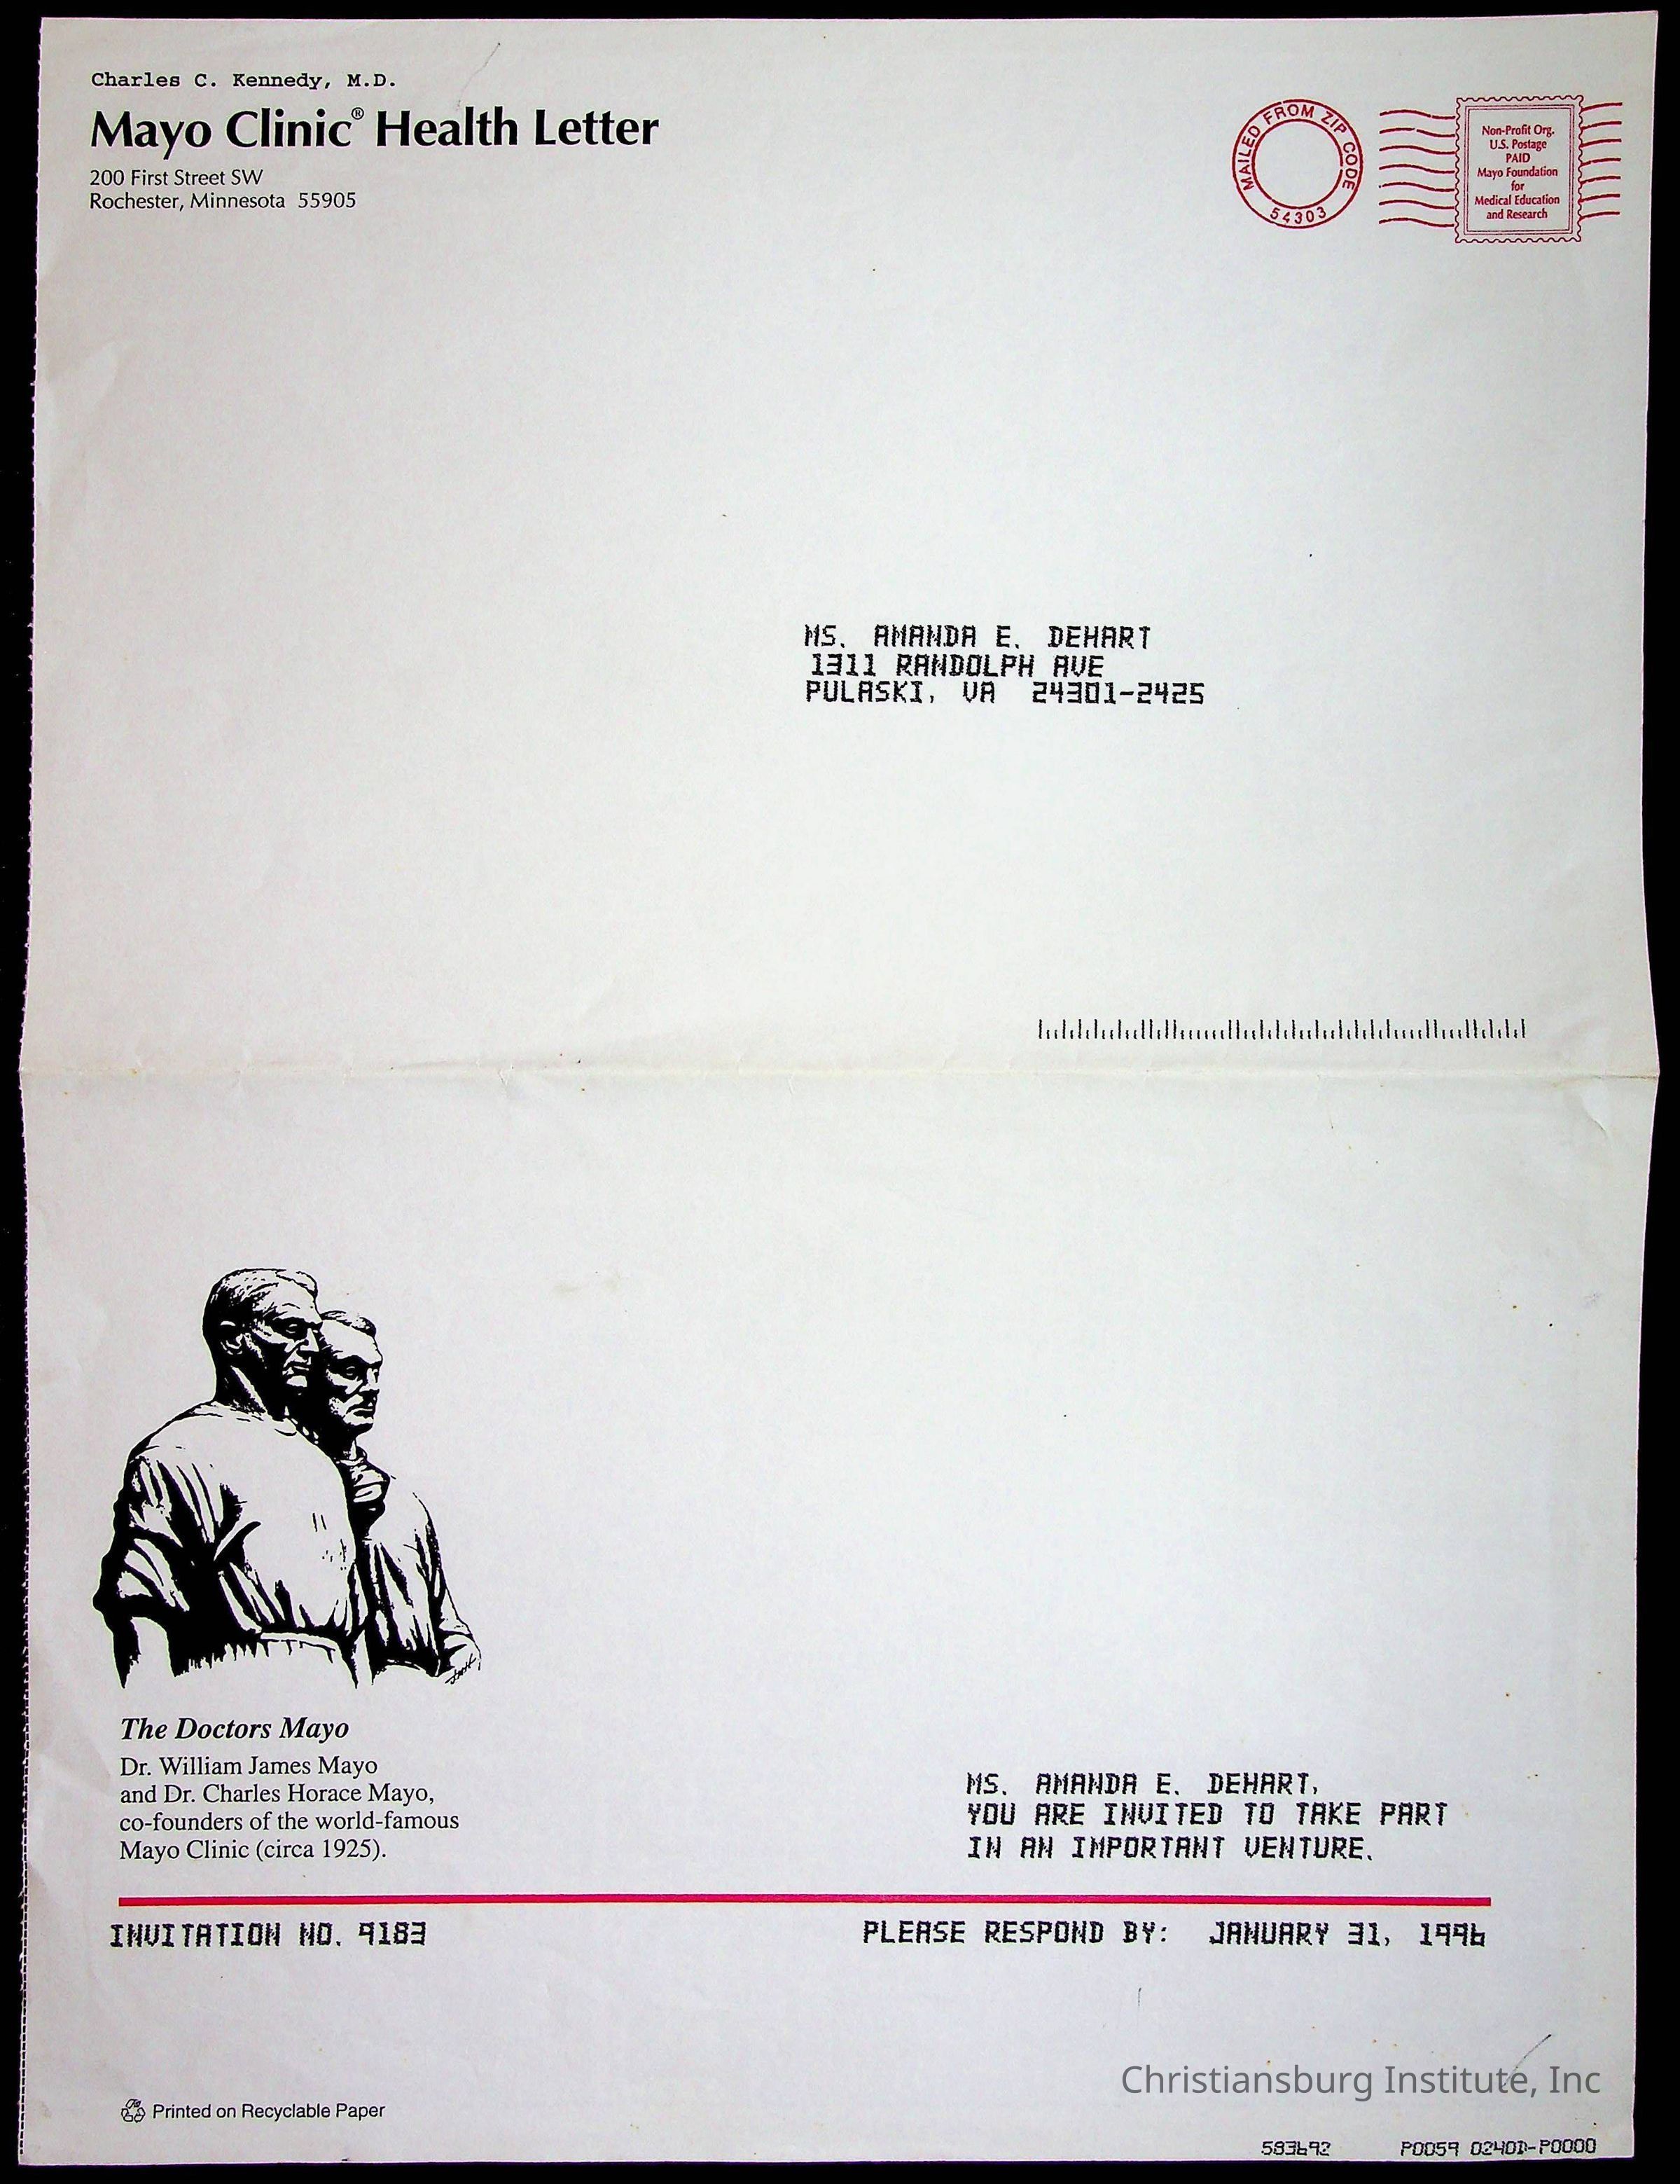 Charles C. Kennedy, M.D.
Mayo Clinic® Health Letter
200 First Street SW
Rochester, Minnesota 55905
MAILED FROM ZIP CODE
54303
Non-Profit Org.
U.S. Postage
PAID
Mayo Foundation
for
Medical Education
and Research
MS. AMANDA E. DEHART
1311 RANDOLPH AVE
PULASKI, VA 24301-2425
The Doctors Mayo
Dr. William James Mayo
and Dr. Charles Horace Mayo,
co-founders of the world-famous
Mayo Clinic (circa 1925).
MS. AMANDA E. DEHART,
YOU ARE INVITED TO TAKE PART
IN AN IMPORTANT VENTURE.
INVITATION NO. 9183
PLEASE RESPOND BY: JANUARY 31, 1996
Christiansburg Institute, Inc
Printed on Recyclable Paper
583692 P0059 0240D-P0000